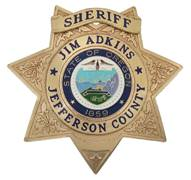 SHERIFF
JIM ADKINS
STATE OF OREGON
1859
JEFFERSON COUNTY